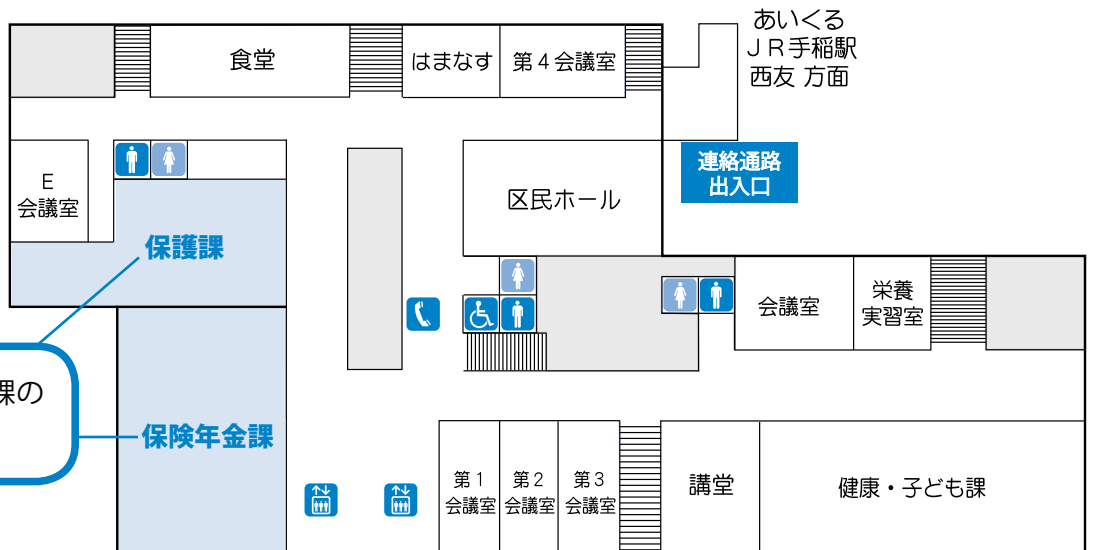 あいくる
ＪＲ手稲駅
西友 方面
食堂
はまなす
第４会議室
連絡通路
出入口
E
会議室
区民ホール
保護課
会議室
栄養
実習室
課の
保険年金課
第１
会議室
第２
会議室
第３
会議室
講堂
健康・子ども課